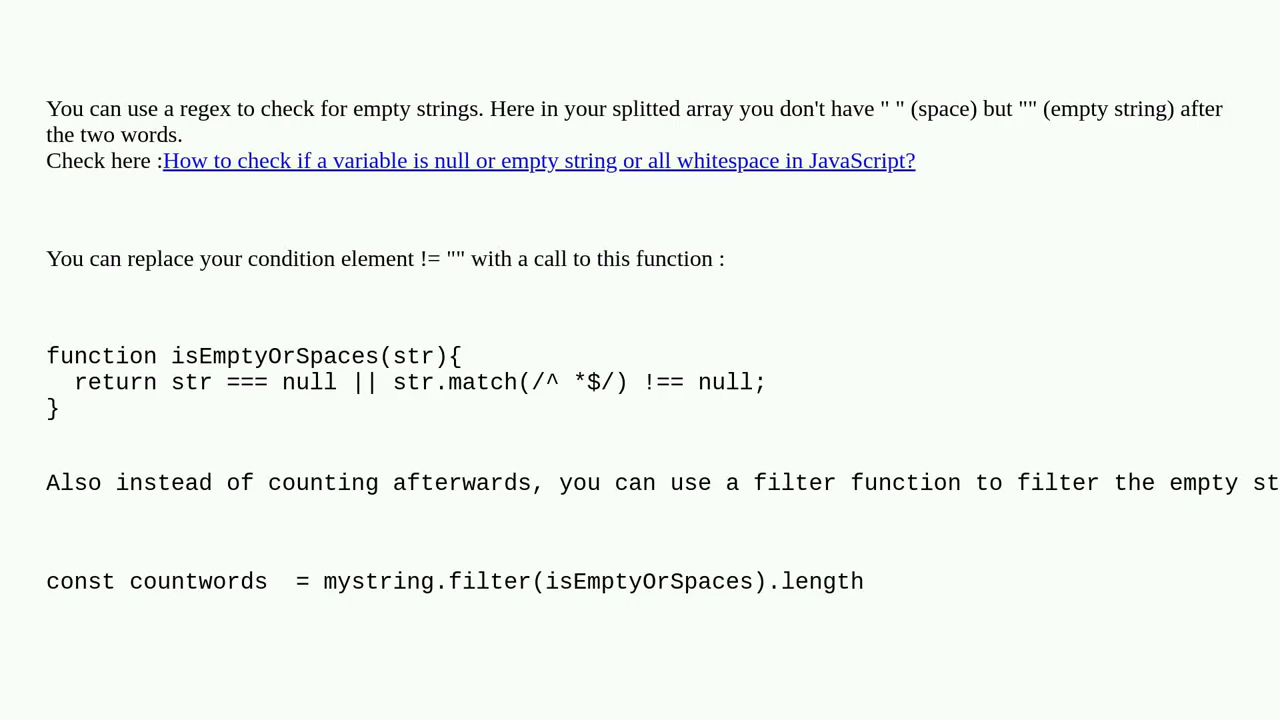 You can use a regex to check for empty strings. Here in your splitted array you don't have " " (space) but "" (empty string) after
the two words.
Check here :How to check if a variable is null or empty string or all whitespace in JavaScript?
You can replace your condition element != "" with a call to this function :
function isEmptyOrSpaces(str){
  return str === null || str.match(/^ *$/) !== null;
}
Also instead of counting afterwards, you can use a filter function to filter the empty st
const countwords  = mystring.filter(isEmptyOrSpaces).length